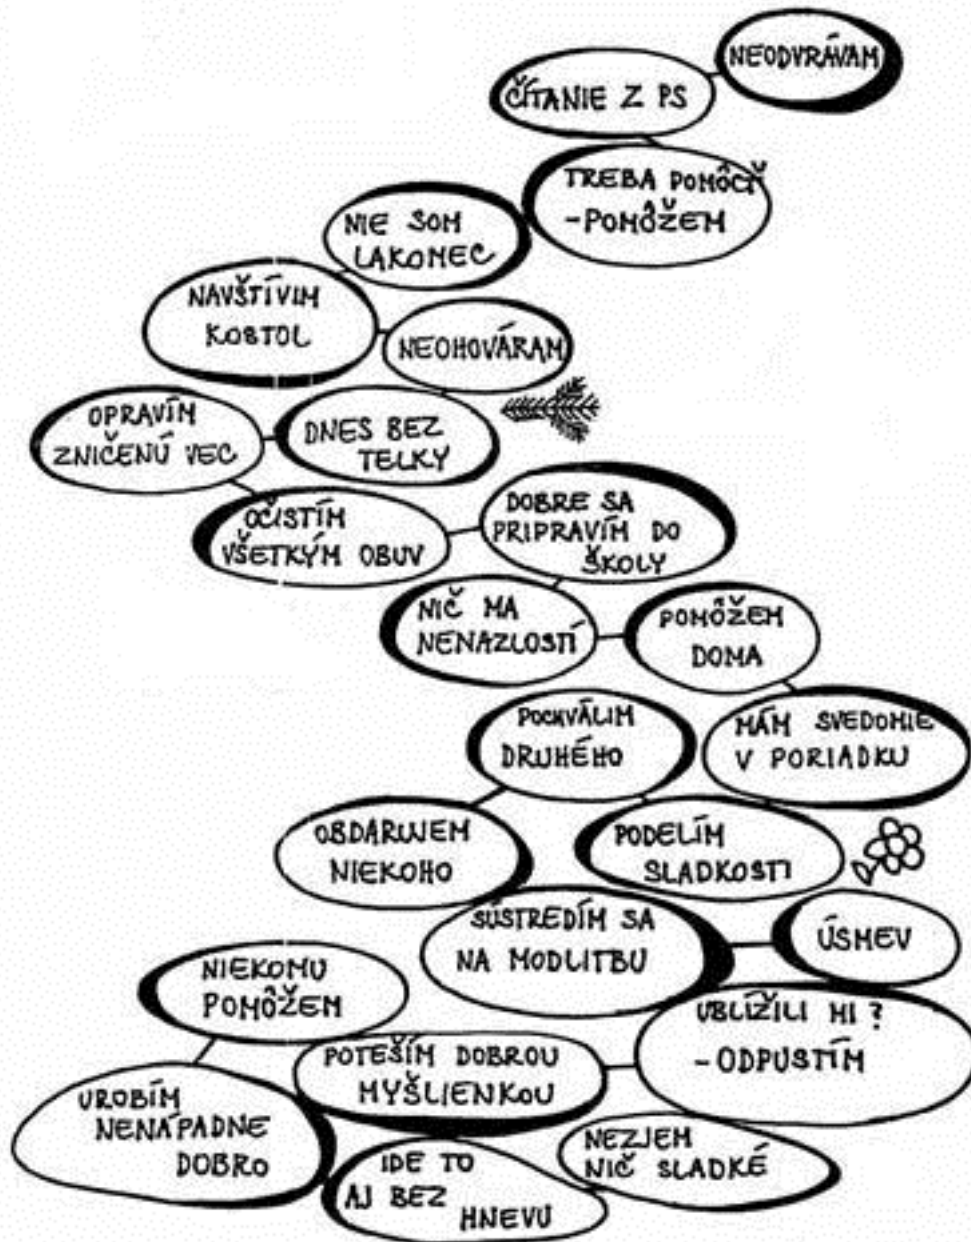 NEODVRÁVAM
ČÍTANIE Z PS
TREBA POMÔCŤ
-POMÔŽEM
NIE SOM
LAKOMEC
NAVŠTÍVIM
KOSTOL
NEOHOVÁRAM
OPRAVÍM
ZNIČENÚ VEC
DNES BEZ
TELKY
OČISTÍM
VŠETKÝM OBUV
DOBRE SA
PRIPRAVÍM DO
ŠKOLY
NIČ MA
NENAZLOSTÍ
POMÔŽEM
DOMA
POCHVÁLIM
DRUHÉHO
MÁM SVEDOMIE
V PORIADKU
OBDARUJEM
NIEKOHO
PODELÍM
SLADKOSTI
SÚSTREDÍM SA
NA MODLITBU
ÚSMEV
NIEKOMU
POMÔŽEM
UBLÍŽILI MI?
-ODPUSTÍM
POTEŠÍM DOBROU
MYŠLIENKOU
UROBÍM
NENÁPADNE
DOBRO
NEZJEM
NIČ SLADKÉ
IDE TO
AJ BEZ
HNEVU